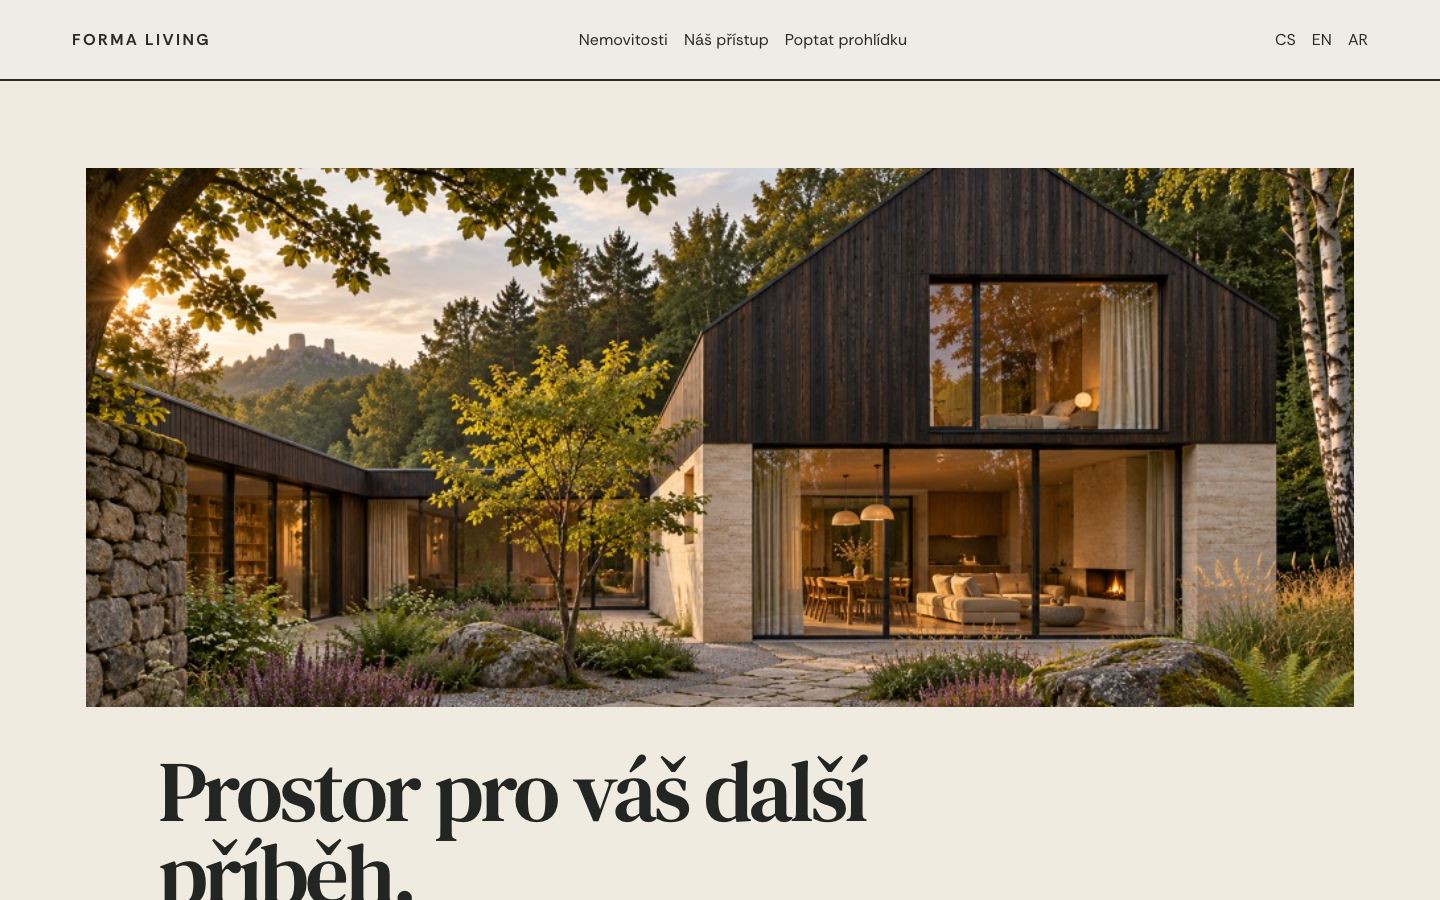 FORMA LIVING
Nemovitosti Náš přístup Poptat prohlídku
CS EN AR
Prostor pro váš další
příběh.